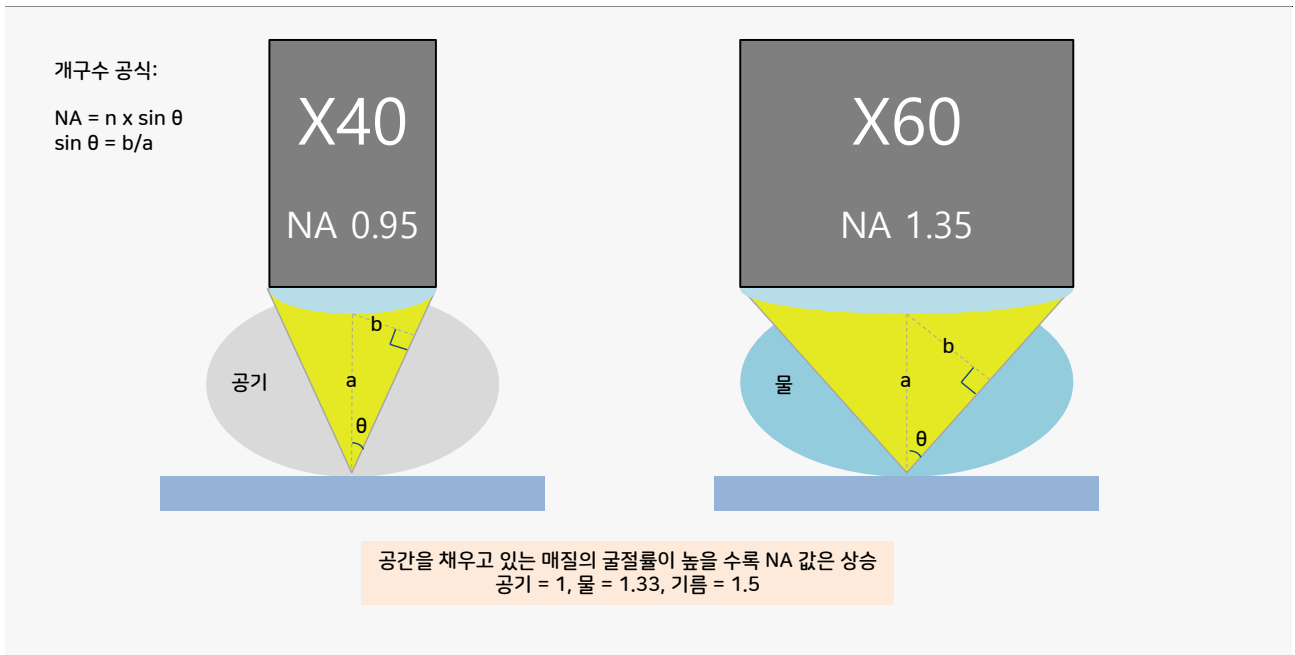 개구수 공식:
NA = n x sin θ
sin θ = b/a
X40
NA 0.95
X60
NA 1.35
b
a
θ
공기
b
a
θ
물
공간을 채우고 있는 매질의 굴절률이 높을 수록 NA 값은 상승
공기 = 1, 물 = 1.33, 기름 = 1.5